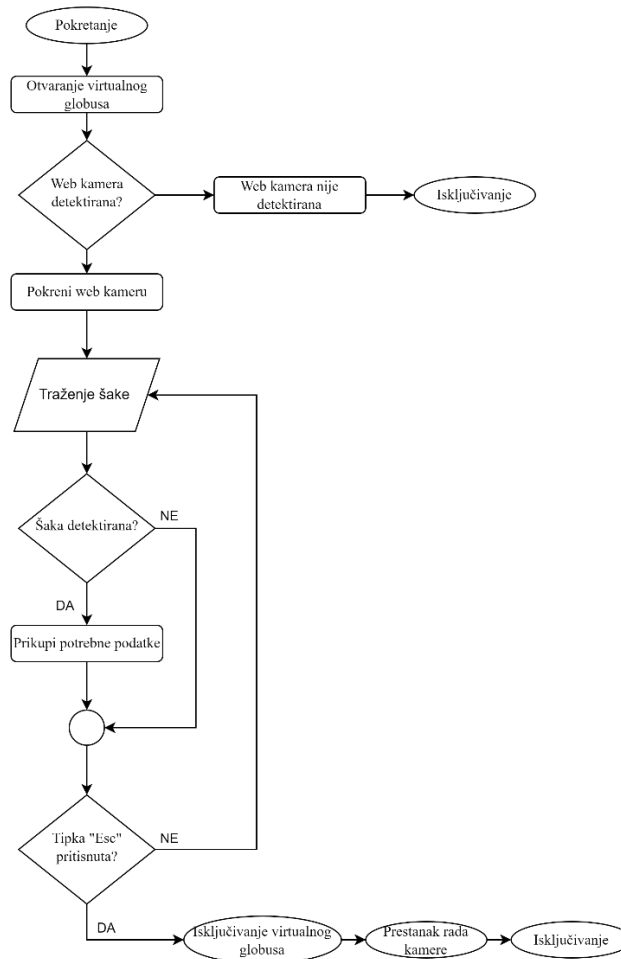 Pokretanje
Otvaranje virtualnog
globusa
Web kamera
detektirana?
Web kamera nije
detektirana
Isključivanje
Pokreni web kameru
Traženje šake
Šaka detektirana?
NE
DA
Prikupi potrebne podatke
Tipka "Esc"
pritisnuta?
NE
DA
Isključivanje virtualnog
globusa
Prestanak rada
kamere
Isključivanje